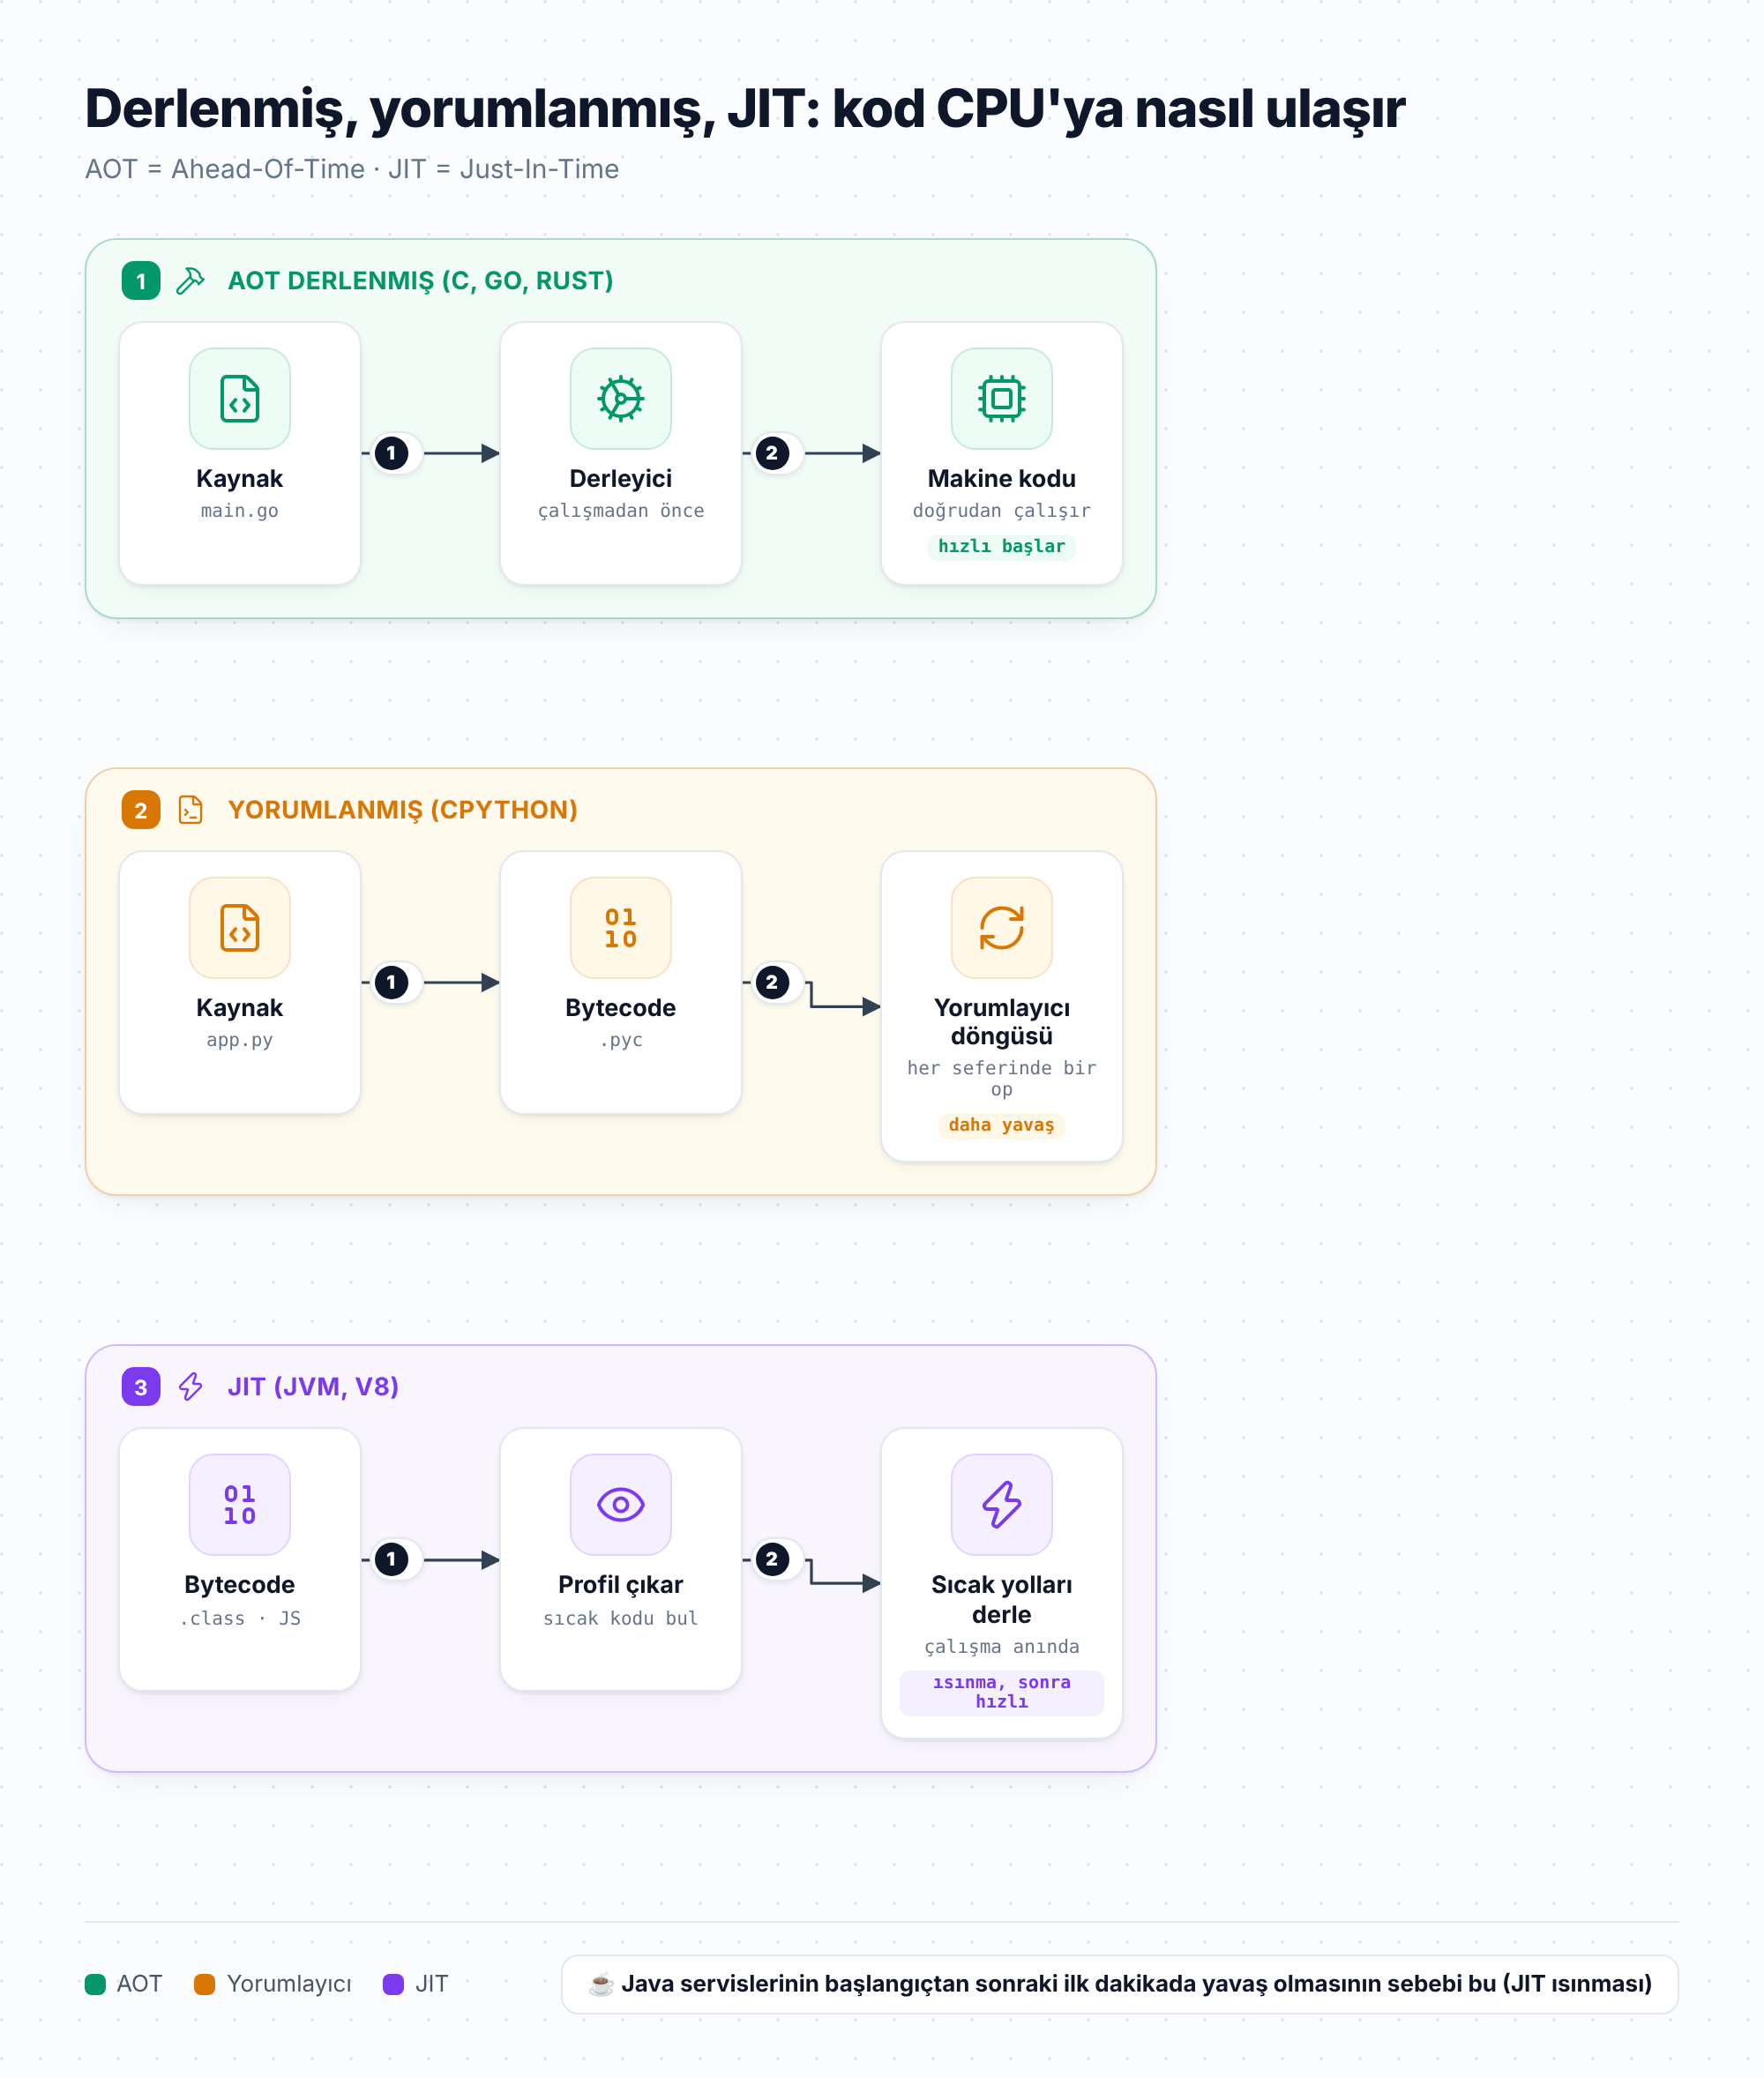 Derlenmiş, yorumlanmış, JIT: kod CPU'ya nasıl ulaşır
AOT = Ahead-Of-Time · JIT = Just-In-Time
1 AOT DERLENMIŞ (C, GO, RUST)
Kaynak
main.go
1
Derleyici
çalışmadan önce
2
Makine kodu
doğrudan çalışır
hızlı başlar
2 YORUMLANMIŞ (CPYTHON)
Kaynak
app.py
1
01
10
Bytecode
.pyc
2
Yorumlayıcı
döngüsü
her seferinde bir
op
daha yavaş
3 JIT (JVM, V8)
01
10
Bytecode
.class · JS
1
Profil çıkar
sıcak kodu bul
2
Sıcak yolları
derle
çalışma anında
ısınma, sonra
hızlı
AOT Yorumlayıcı JIT
☕ Java servislerinin başlangıçtan sonraki ilk dakikada yavaş olmasının sebebi bu (JIT ısınması)